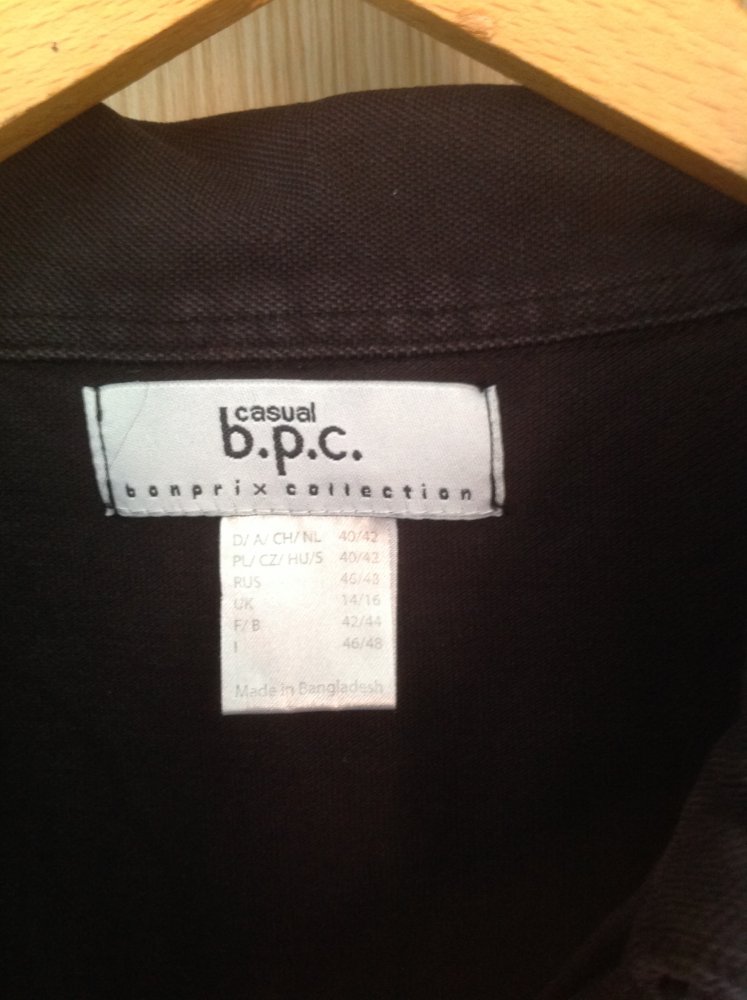 casual
b.p.c.
bonprix collection
D/ A/ CH/ NL 40/42
PL/ CZ/ HU/S 40/42
RUS 46/48
UK 14/16
F/ B 42/44
I 46/48
Made in Bangladesh